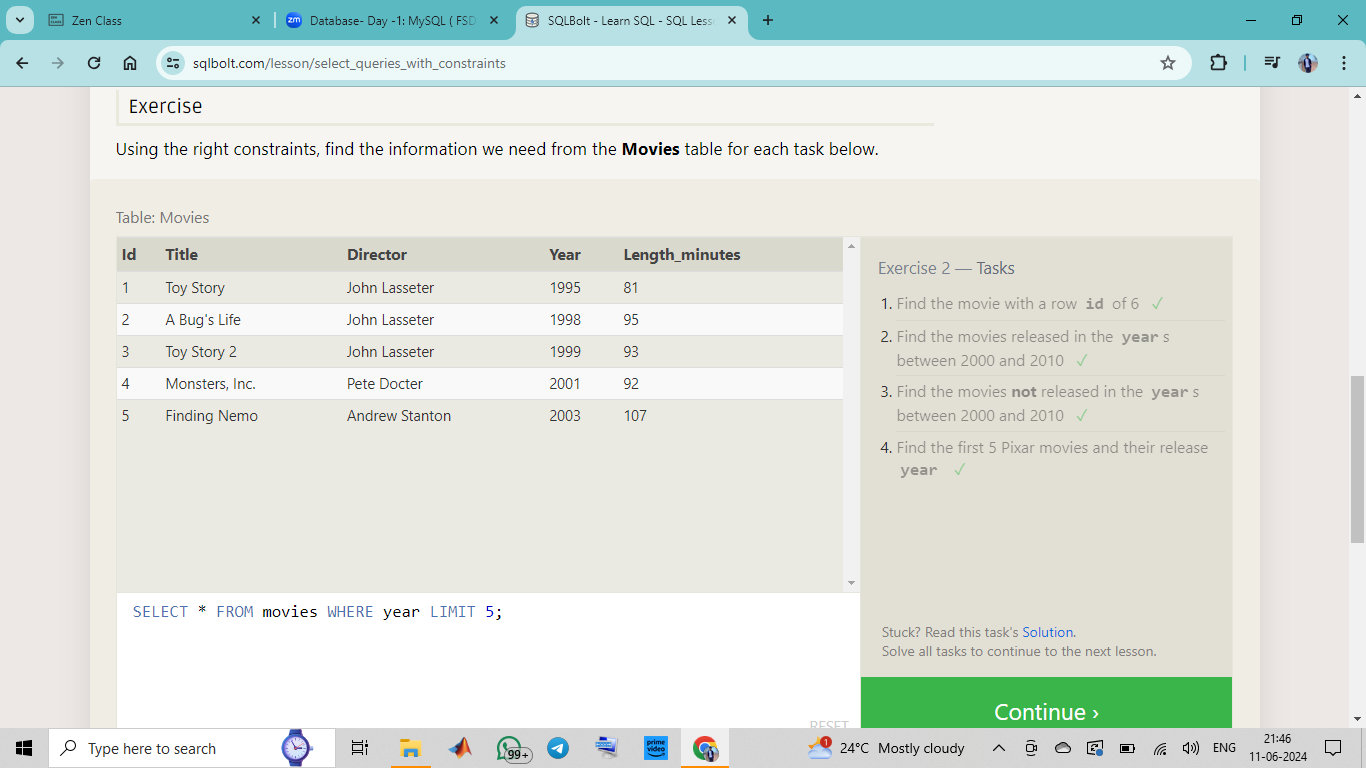 Zen Class
zm Database- Day -1: MySQL ( FSD
SQLBolt - Learn SQL - SQL Less
sqlbolt.com/lesson/select_queries_with_constraints
Exercise
Using the right constraints, find the information we need from the Movies table for each task below.
Table: Movies
Id Title Director Year Length_minutes
1 Toy Story John Lasseter 1995 81
2 A Bug's Life John Lasseter 1998 95
3 Toy Story 2 John Lasseter 1999 93
4 Monsters, Inc. Pete Docter 2001 92
5 Finding Nemo Andrew Stanton 2003 107
Exercise 2 — Tasks
1. Find the movie with a row id of 6 ✓
2. Find the movies released in the year s
between 2000 and 2010 ✓
3. Find the movies not released in the year s
between 2000 and 2010 ✓
4. Find the first 5 Pixar movies and their release
year ✓
SELECT * FROM movies WHERE year LIMIT 5;
Stuck? Read this task's Solution.
Solve all tasks to continue to the next lesson.
RESET
Continue ›
Type here to search
99+
prime
video
1
24°C Mostly cloudy
ENG
21:46
11-06-2024